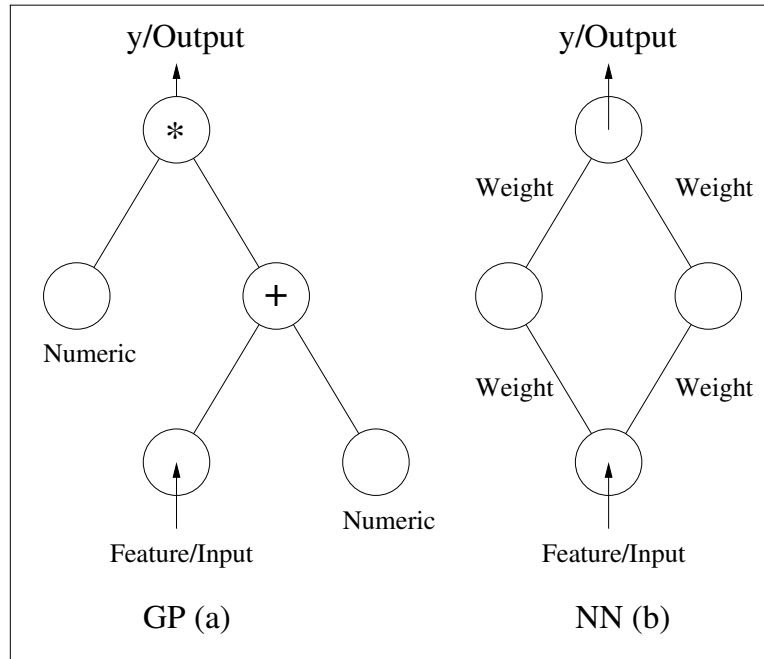 y/Output
*
+
Numeric
Numeric
Feature/Input
GP (a)
y/Output
Weight
Weight
Weight
Weight
Feature/Input
NN (b)